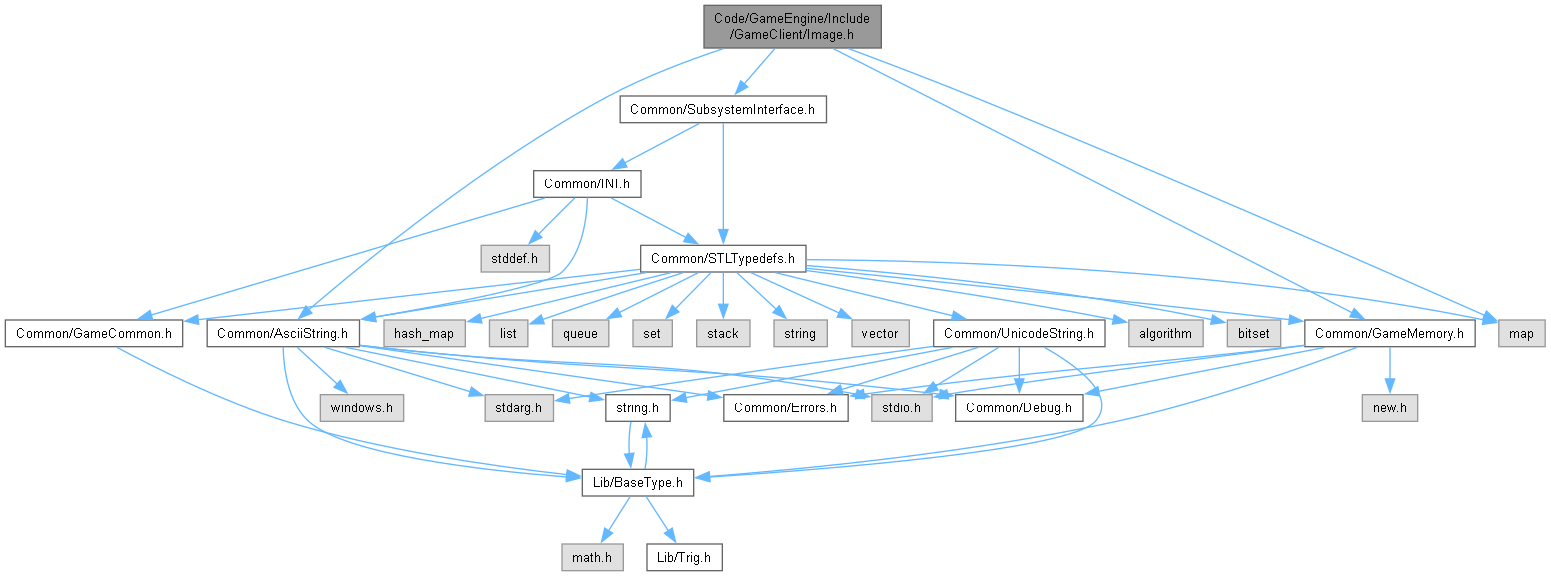 Code/GameEngine/Include
/GameClient/Image.h
Common/SubsystemInterface.h
Common/INI.h
stddef.h
Common/STLTypedefs.h
Common/GameCommon.h
Common/AsciiString.h
hash_map
list
queue
set
stack
string
vector
Common/UnicodeString.h
algorithm
bitset
Common/GameMemory.h
map
windows.h
stdarg.h
string.h
Common/Errors.h
stdio.h
Common/Debug.h
new.h
Lib/BaseType.h
math.h
Lib/Trig.h